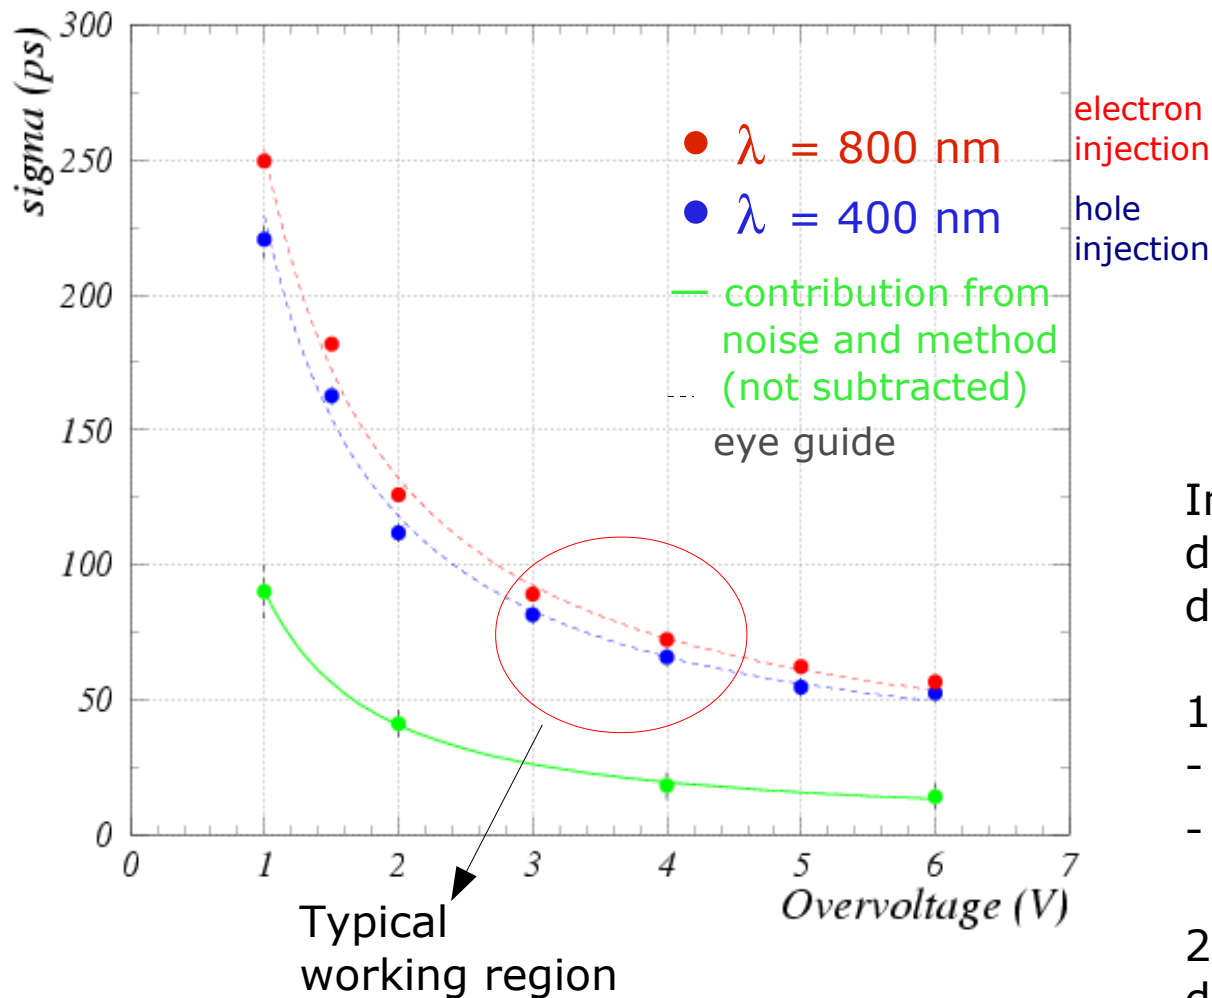 300
250
200
150
100
50
0
sigma (ps)
λ = 800 nm
λ = 400 nm
contribution from
noise and method
(not subtracted)
eye guide
electron
injection
hole
injection
0 1 2 3 4 5 6 7
Overvoltage (V)
Typical
working region
1
-
-
2